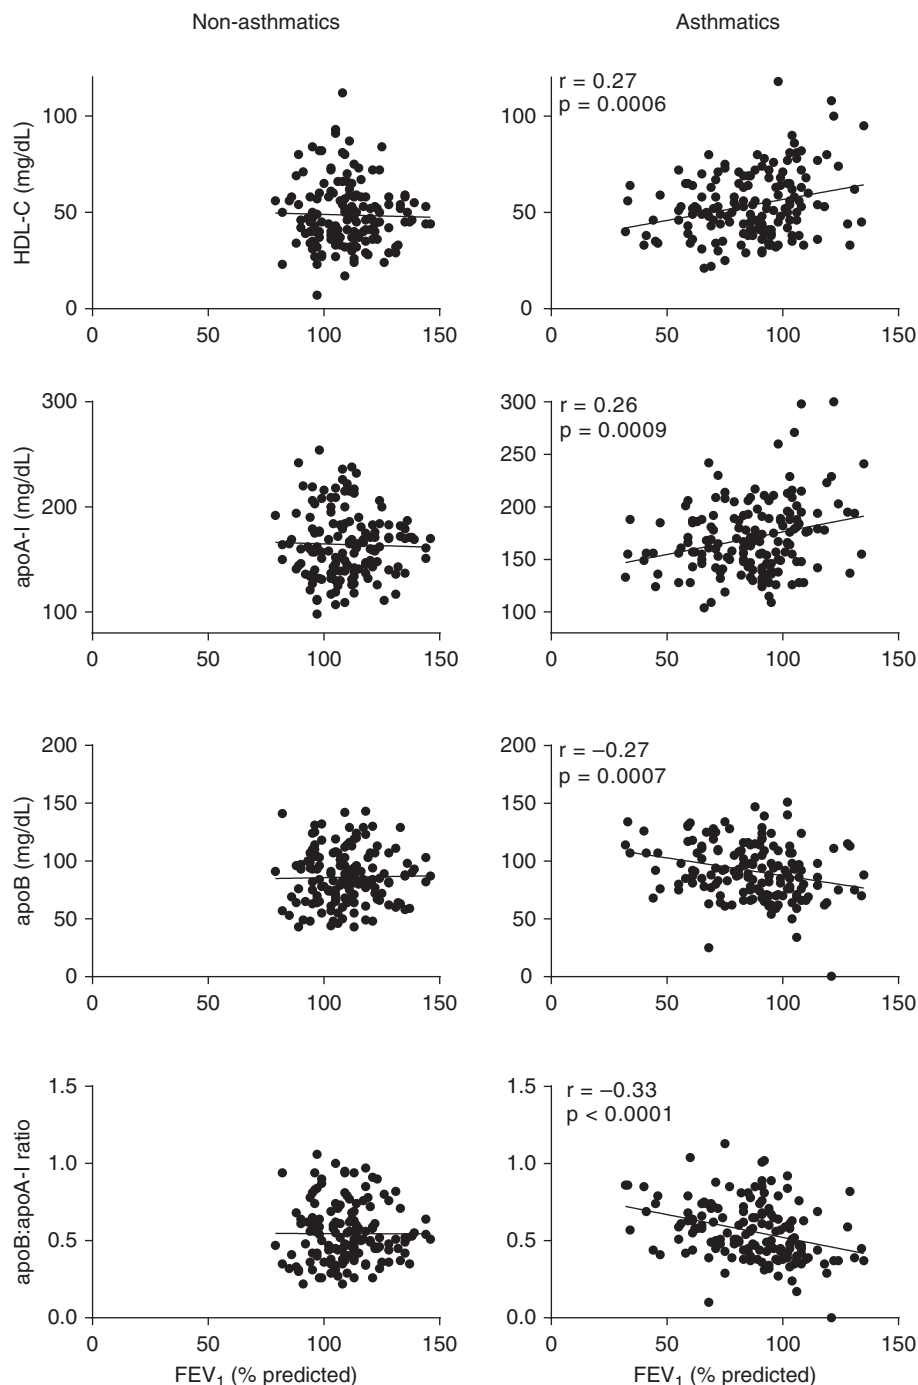 Non-asthmatics
Asthmatics
HDL-C (mg/dL)
100
50
0
0 50 100 150
r = 0.27
p = 0.0006
100
50
0
0 50 100 150
apoA-I (mg/dL)
300
200
100
0 50 100 150
r = 0.26
p = 0.0009
300
250
200
150
100
0 50 100 150
apoB (mg/dL)
200
150
100
50
0
0 50 100 150
r = –0.27
p = 0.0007
200
150
100
50
0
0 50 100 150
apoB:apoA-I ratio
1.5
1.0
0.5
0.0
0 50 100 150
FEV₁ (% predicted)
r = –0.33
p < 0.0001
1.5
1.0
0.5
0.0
0 50 100 150
FEV₁ (% predicted)